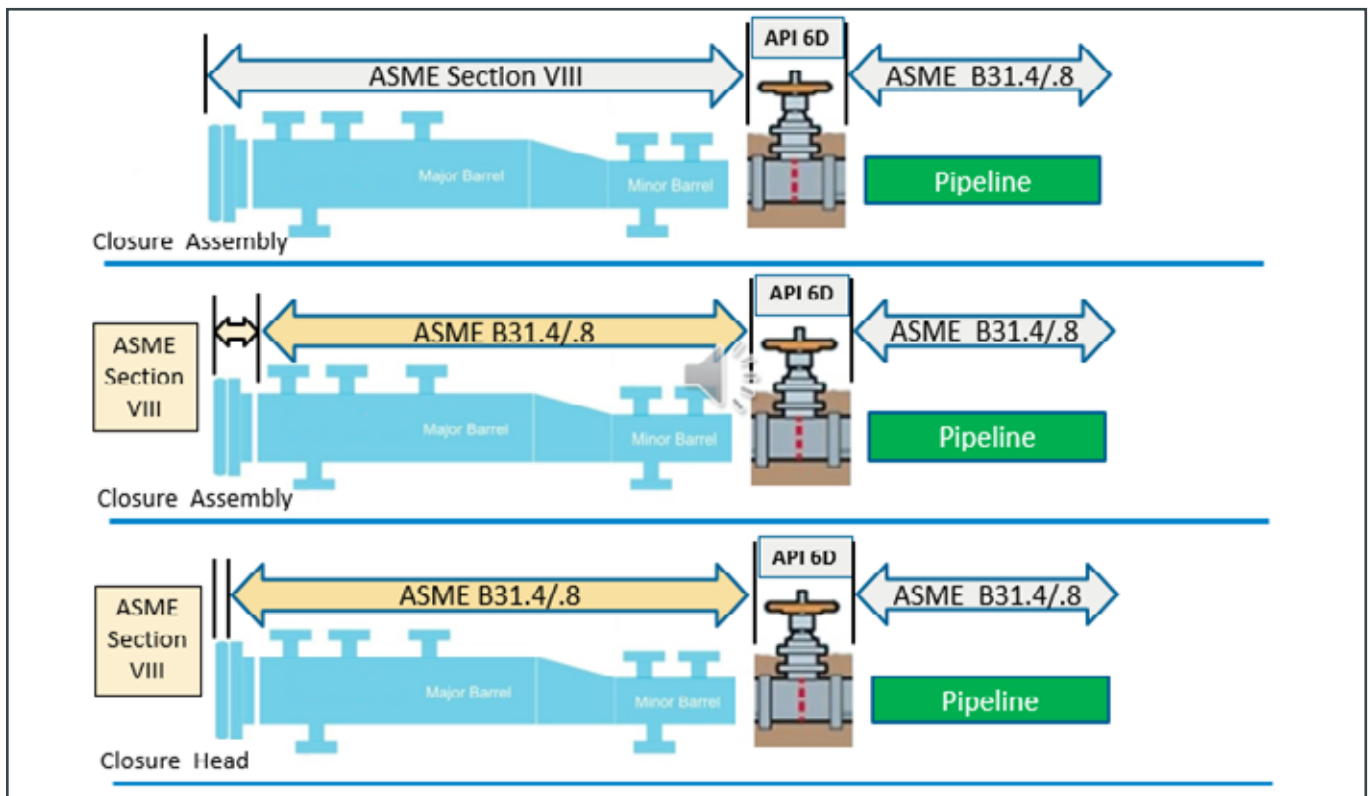 API 6D
ASME Section VIII
ASME B31.4/.8
Major Barrel
Minor Barrel
Pipeline
Closure Assembly
API 6D
ASME B31.4/.8
ASME B31.4/.8
ASME
Section
VIII
Major Barrel
Minor Barrel
Pipeline
Closure Assembly
API 6D
ASME B31.4/.8
ASME B31.4/.8
ASME
Section
VIII
Major Barrel
Minor Barrel
Pipeline
Closure Head